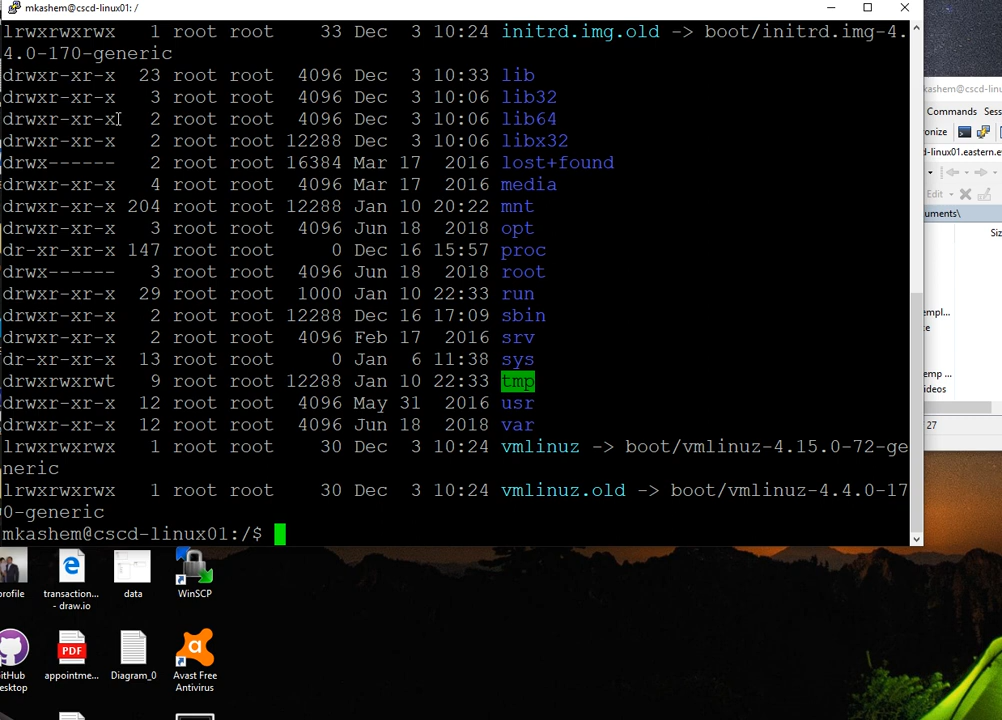 mkashem@cscd-linux01: /
lrwxrwxrwx 1 root root 33 Dec 3 10:24 initrd.img.old -> boot/initrd.img-4.
4.0-170-generic
drwxr-xr-x 23 root root 4096 Dec 3 10:33 lib
drwxr-xr-x 3 root root 4096 Dec 3 10:06 lib32
drwxr-xr-x 2 root root 4096 Dec 3 10:06 lib64
drwxr-xr-x 2 root root 12288 Dec 3 10:06 libx32
drwx------ 2 root root 16384 Mar 17 2016 lost+found
drwxr-xr-x 4 root root 4096 Mar 17 2016 media
drwxr-xr-x 204 root root 12288 Jan 10 20:22 mnt
drwxr-xr-x 3 root root 4096 Jun 18 2018 opt
dr-xr-xr-x 147 root root 0 Dec 16 15:57 proc
drwx------ 3 root root 4096 Jun 18 2018 root
drwxr-xr-x 29 root root 1000 Jan 10 22:33 run
drwxr-xr-x 2 root root 12288 Dec 16 17:09 sbin
drwxr-xr-x 2 root root 4096 Feb 17 2016 srv
dr-xr-xr-x 13 root root 0 Jan 6 11:38 sys
drwxrwxrwt 9 root root 12288 Jan 10 22:33 tmp
drwxr-xr-x 12 root root 4096 May 31 2016 usr
drwxr-xr-x 12 root root 4096 Jun 18 2018 var
lrwxrwxrwx 1 root root 30 Dec 3 10:24 vmlinuz -> boot/vmlinuz-4.15.0-72-ge
neric
lrwxrwxrwx 1 root root 30 Dec 3 10:24 vmlinuz.old -> boot/vmlinuz-4.4.0-17
0-generic
mkashem@cscd-linux01:/$
kashem@cscd-linu
Commands Sess
ronize
d-linux01.eastern.e
Edit
uments\
Siz
empl...
ce
emp ...
ideos
27
profile
transaction...
- draw.io
data
WinSCP
itHub
esktop
PDF
appointme...
Diagram_0
Avast Free
Antivirus